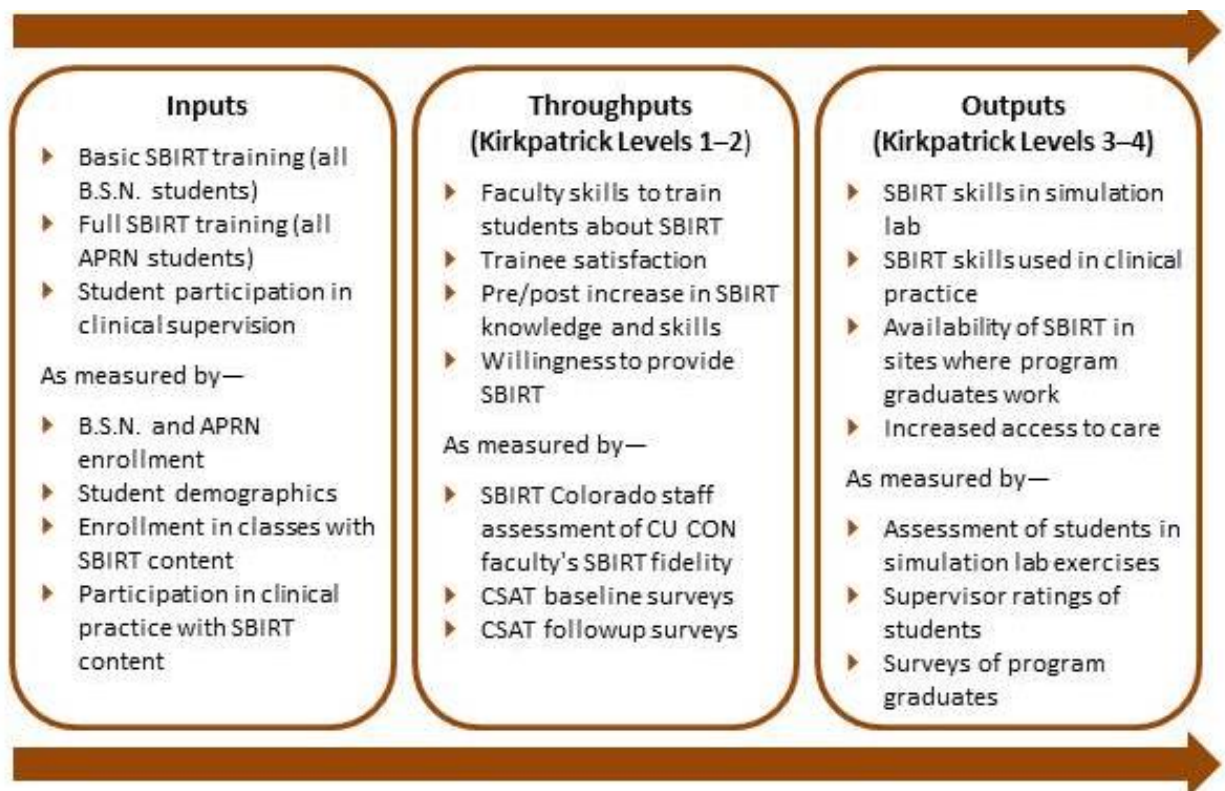 Inputs
Basic SBIRT training (all
B.S.N. students)
Full SBIRT training (all
APRN students)
Student participation in
clinical supervision
As measured by—
B.S.N. and APRN
enrollment
Student demographics
Enrollment in classes with
SBIRT content
Participation in clinical
practice with SBIRT
content
Throughputs
(Kirkpatrick Levels 1–2)
Faculty skills to train
students about SBIRT
Trainee satisfaction
Pre/post increase in SBIRT
knowledge and skills
Willingness to provide
SBIRT
As measured by—
SBIRT Colorado staff
assessment of CU CON
faculty's SBIRT fidelity
CSAT baseline surveys
CSAT followup surveys
Outputs
(Kirkpatrick Levels 3–4)
SBIRT skills in simulation
lab
SBIRT skills used in clinical
practice
Availability of SBIRT in
sites where program
graduates work
Increased access to care
As measured by—
Assessment of students in
simulation lab exercises
Supervisor ratings of
students
Surveys of program
graduates